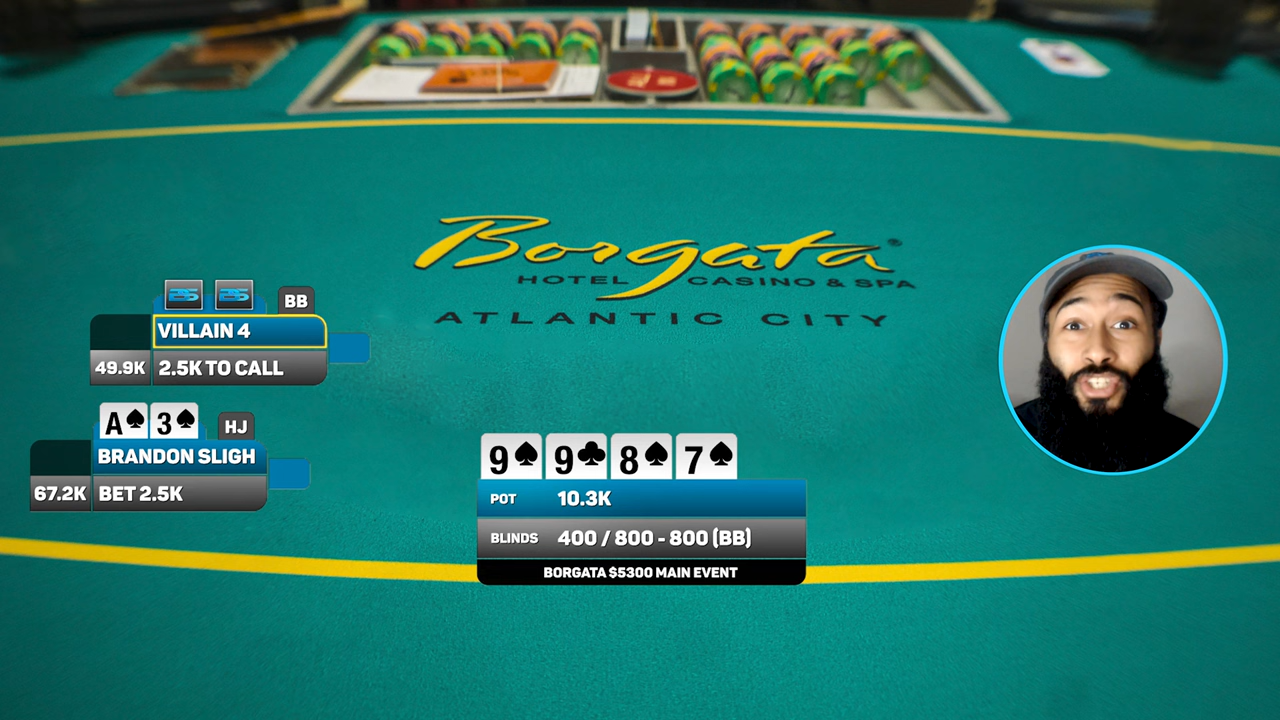 Borgata®
HOTEL CASINO & SPA
ATLANTIC CITY
BB
VILLAIN 4
49.9K 2.5K TO CALL
A♠ 3♠ HJ
BRANDON SLIGH
67.2K BET 2.5K
9♠ 9♣ 8♠ 7♠
POT 10.3K
BLINDS 400 / 800 - 800 (BB)
BORGATA $5300 MAIN EVENT